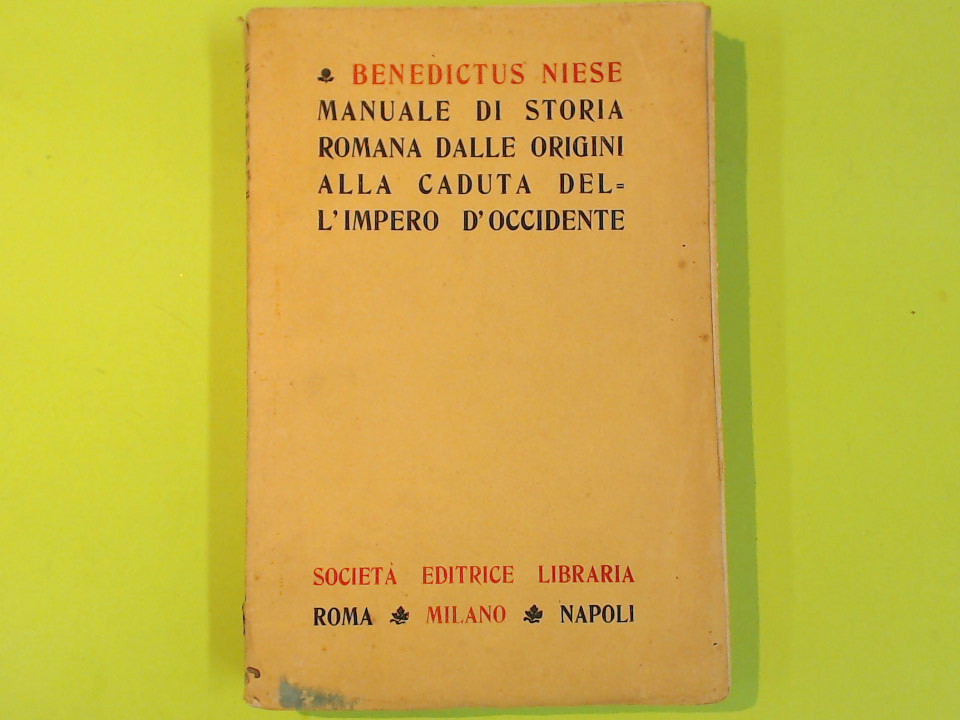 BENEDICTUS NIESE
MANUALE DI STORIA
ROMANA DALLE ORIGINI
ALLA CADUTA DEL=
L'IMPERO D'OCCIDENTE
SOCIETÀ EDITRICE LIBRARIA
ROMA MILANO NAPOLI